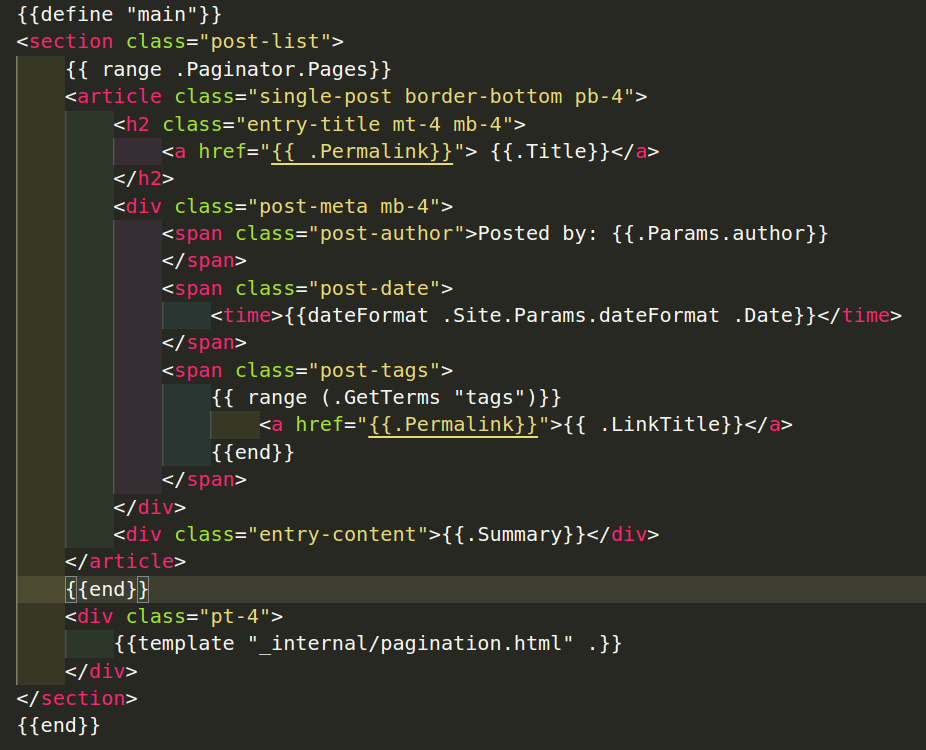 {{define "main"}}
<section class="post-list">
    {{ range .Paginator.Pages}}
    <article class="single-post border-bottom pb-4">
        <h2 class="entry-title mt-4 mb-4">
            <a href="{{ .Permalink}}"> {{.Title}}</a>
        </h2>
        <div class="post-meta mb-4">
            <span class="post-author">Posted by: {{.Params.author}}
            </span>
            <span class="post-date">
                <time>{{dateFormat .Site.Params.dateFormat .Date}}</time>
            </span>
            <span class="post-tags">
                {{ range (.GetTerms "tags")}}
                    <a href="{{.Permalink}}">{{ .LinkTitle}}</a>
                {{end}}
            </span>
        </div>
        <div class="entry-content">{{.Summary}}</div>
    </article>
    {{end}}
    <div class="pt-4">
        {{template "_internal/pagination.html" .}}
    </div>
</section>
{{end}}